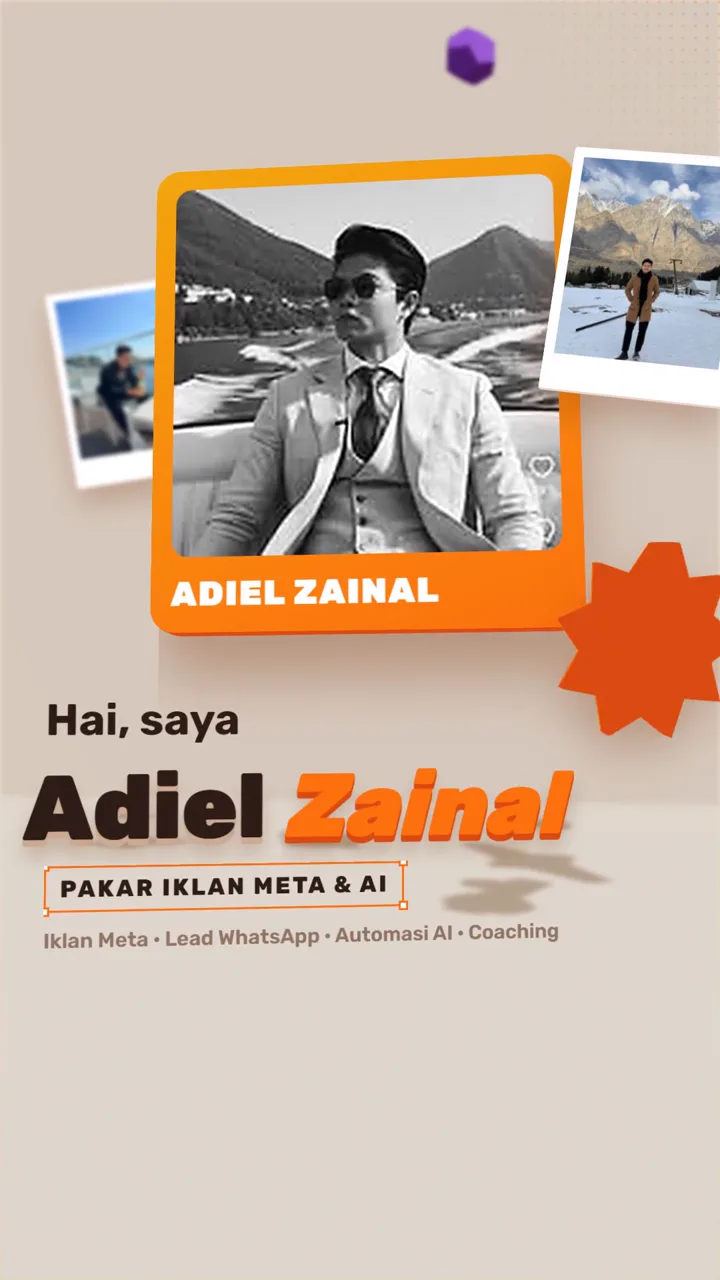 ADIEL ZAINAL
Hai, saya
Adiel Zainal
PAKAR IKLAN META & AI
Iklan Meta • Lead WhatsApp • Automasi AI • Coaching